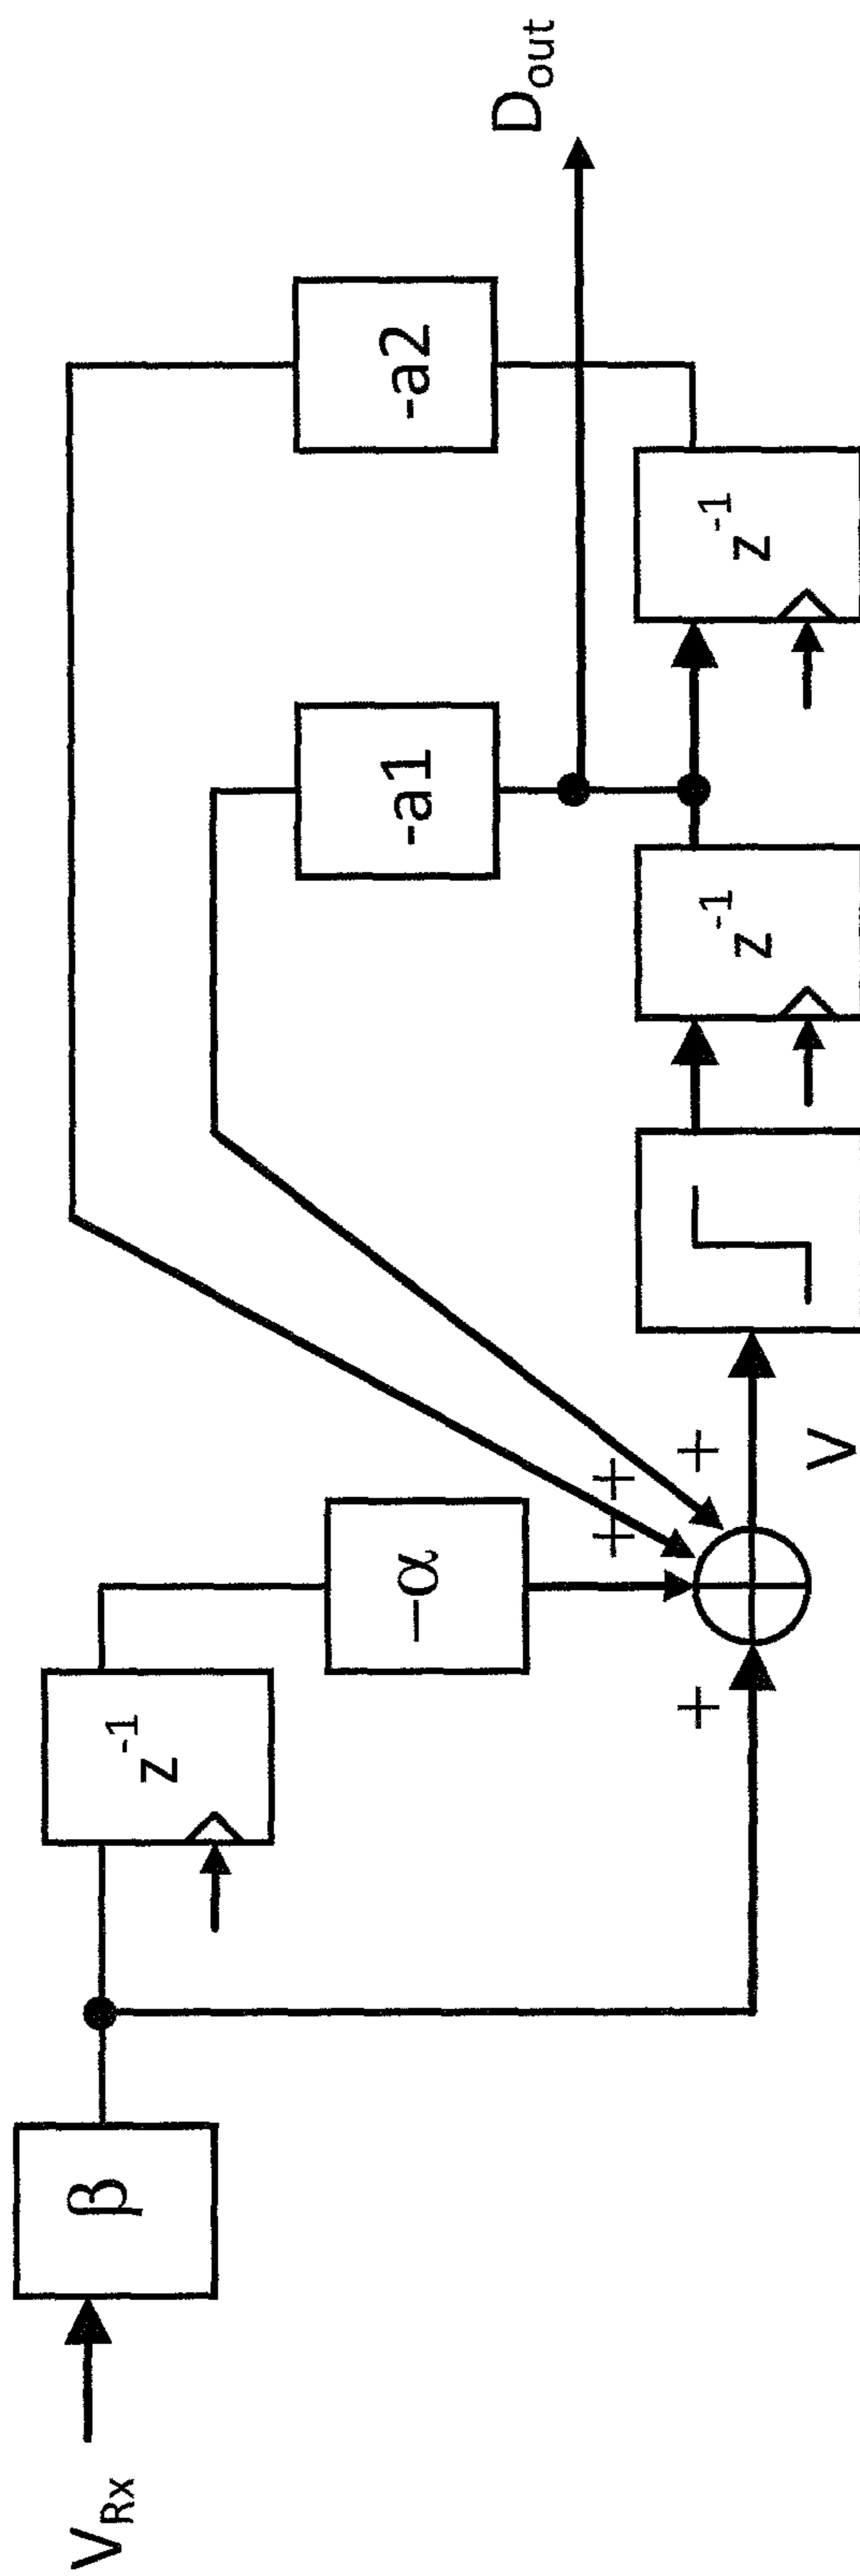 V_Rx
β
z^-1
−α
-a1
-a2
D_out
+
+
+
+
V
z^-1
z^-1